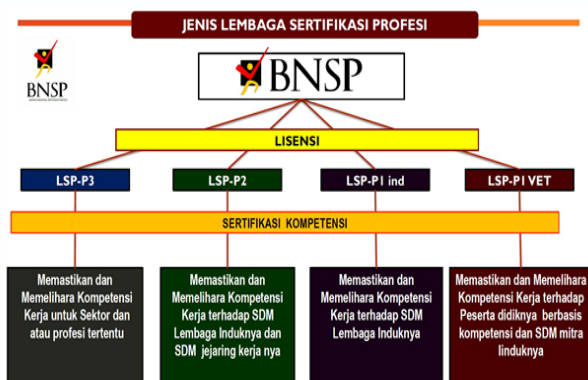 JENIS LEMBAGA SERTIFIKASI PROFESI
BNSP
BNSP
LISENSI
LSP-P3
LSP-P2
LSP-P1 ind
LSP-P1 VET
SERTIFIKASI KOMPETENSI
Memastikan dan
Memelihara Kompetensi
Kerja untuk Sektor dan
atau profesi tertentu
Memastikan dan
Memelihara Kompetensi
Kerja terhadap SDM
Lembaga Induknya dan
SDM jejaring kerja nya
Memastikan dan
Memelihara Kompetensi
Kerja terhadap SDM
Lembaga Induknya
Memastikan dan Memelihara
Kompetensi Kerja terhadap
Peserta didiknya berbasis
kompetensi dan SDM mitra
Iinduknya